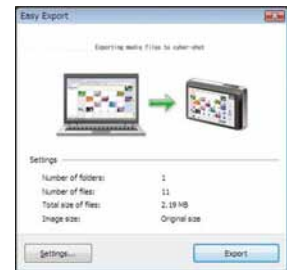 Easy Export
Exporting media files to cyber-shot
Settings
Number of folders: 1
Number of files: 11
Total size of files: 2.19 MB
Image size: Original size
Settings... Export